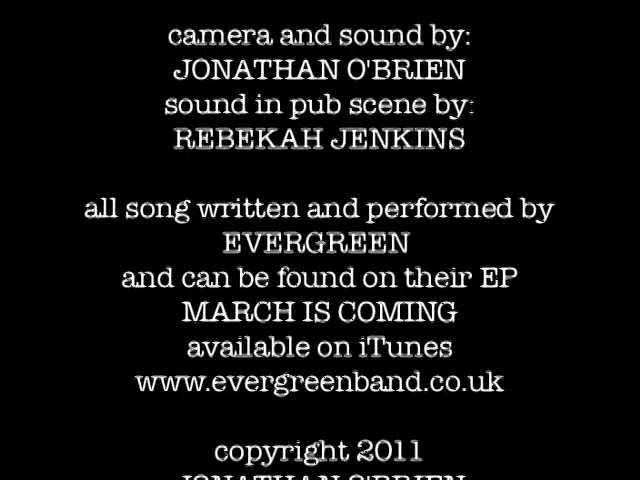 camera and sound by:
JONATHAN O'BRIEN
sound in pub scene by:
REBEKAH JENKINS
all song written and performed by
EVERGREEN
and can be found on their EP
MARCH IS COMING
available on iTunes
www.evergreenband.co.uk
copyright 2011
JONATHAN O'BRIEN